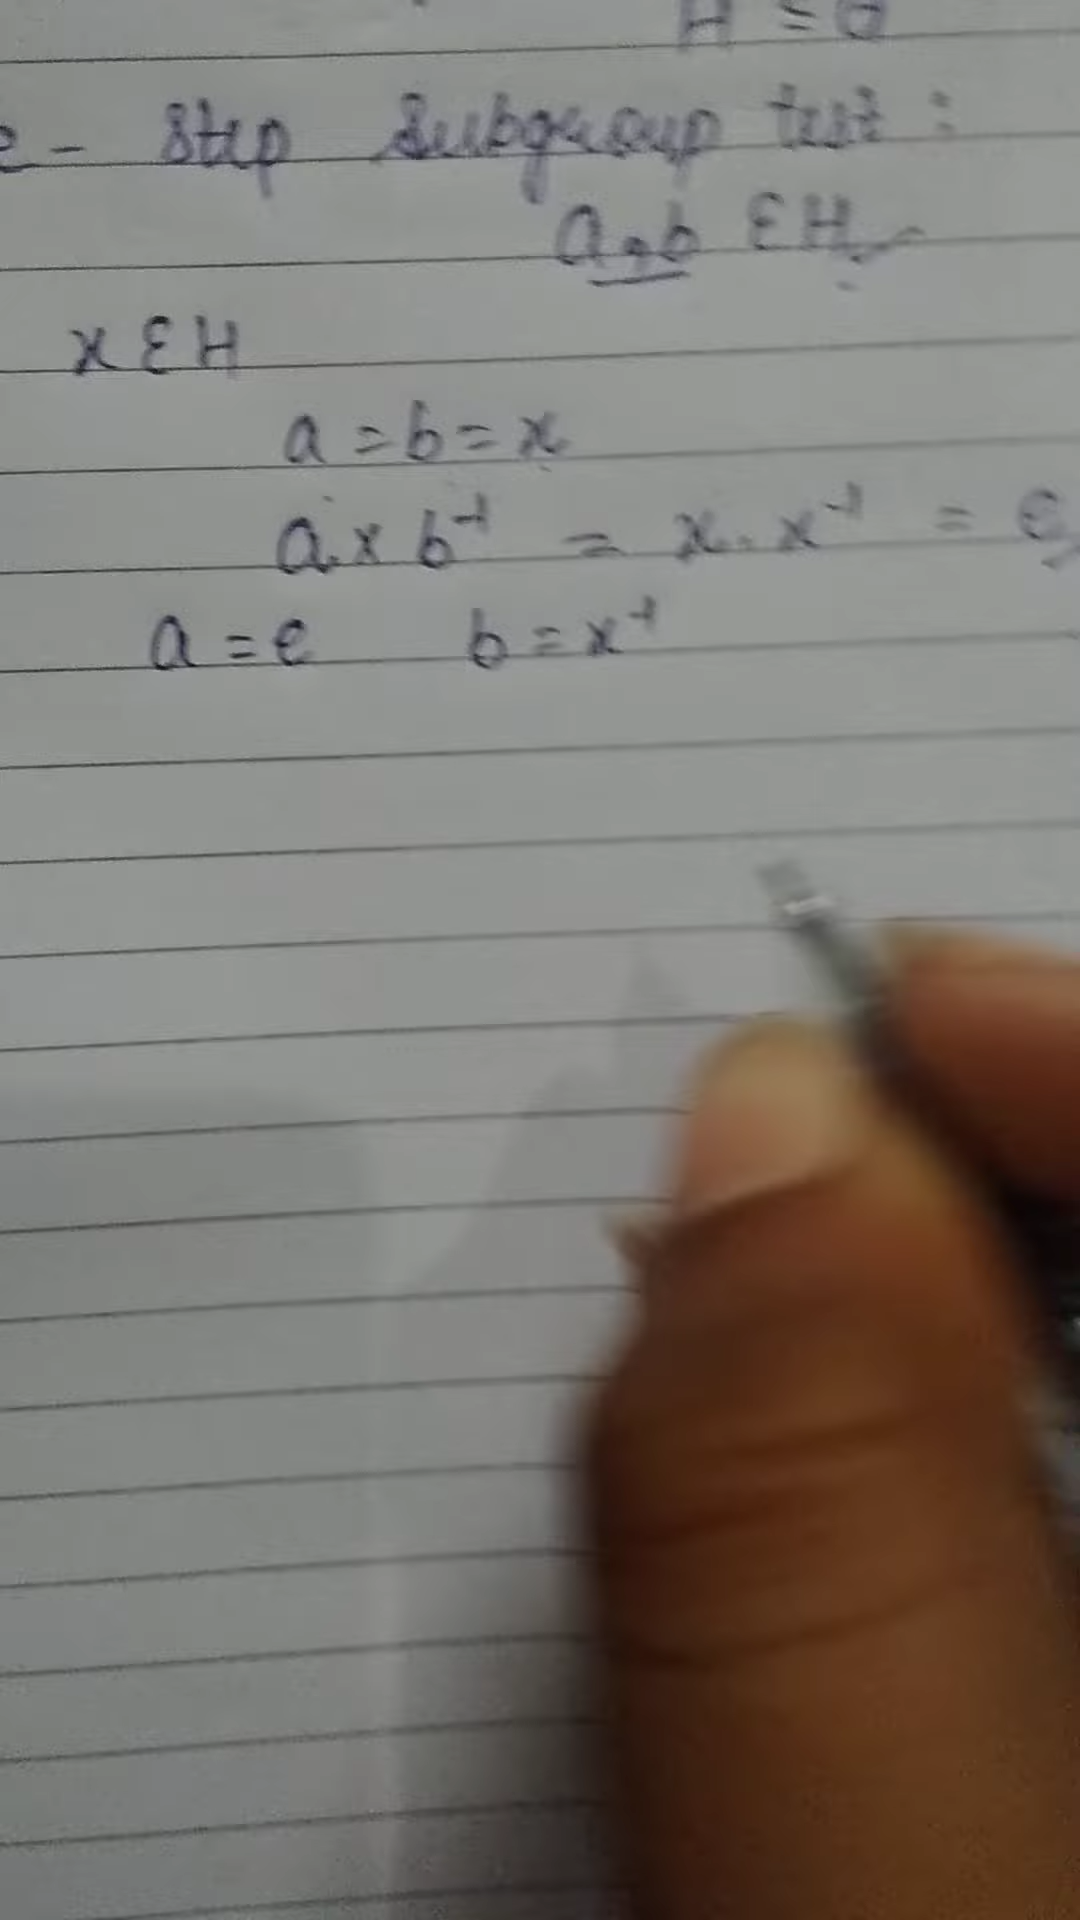 H ≤ G
e - Step Subgroup test :
a, b ∈ H
x ∈ H
a = b = x
a × b⁻¹ = x . x⁻¹ = e
a = e b = x⁻¹